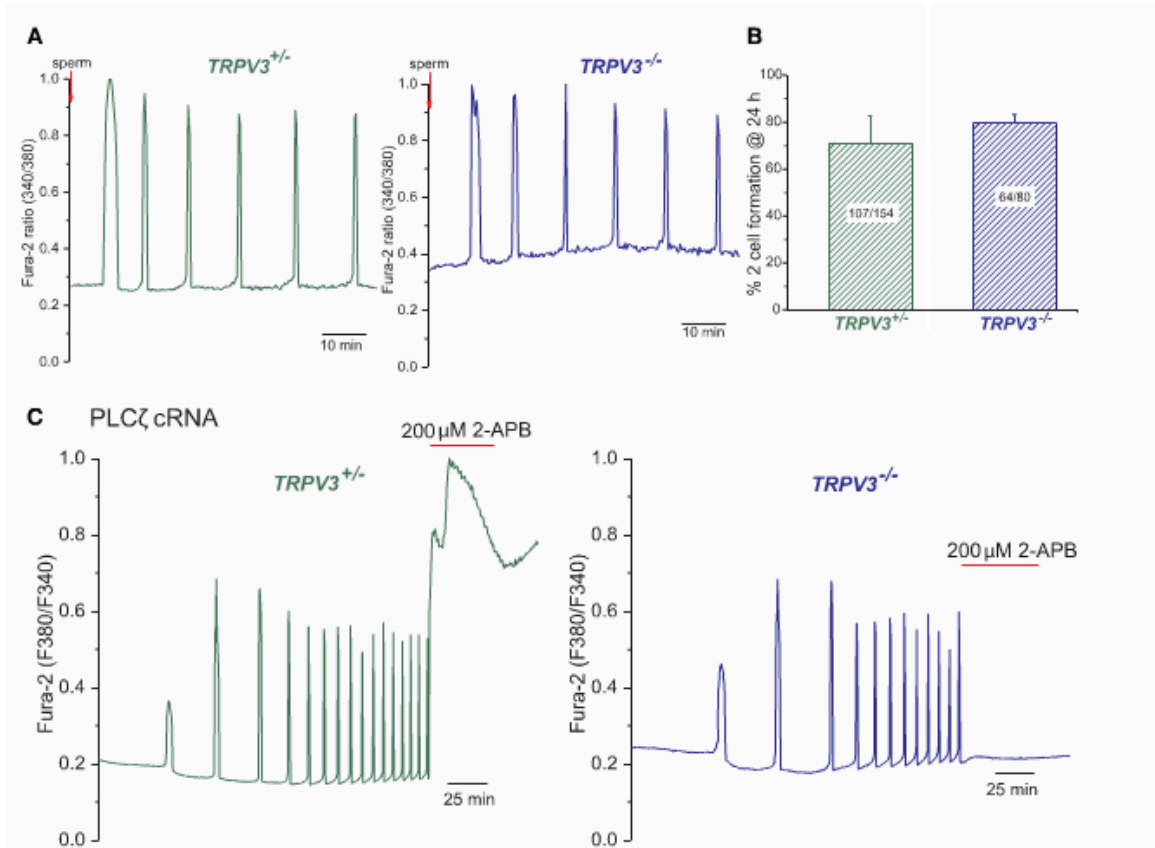 A
sperm
TRPV3+/-
Fura-2 ratio (340/380)
1.0
0.8
0.6
0.4
0.2
0.0
10 min
sperm
TRPV3-/-
Fura-2 ratio (340/380)
1.0
0.8
0.6
0.4
0.2
0.0
10 min
B
% 2 cell formation @ 24 h
100
80
60
40
20
0
107/154
64/80
TRPV3+/-
TRPV3-/-
C
PLCζ cRNA
200 µM 2-APB
TRPV3+/-
Fura-2 (F380/F340)
1.0
0.8
0.6
0.4
0.2
0.0
25 min
TRPV3-/-
200 µM 2-APB
Fura-2 (F380/F340)
1.0
0.8
0.6
0.4
0.2
0.0
25 min